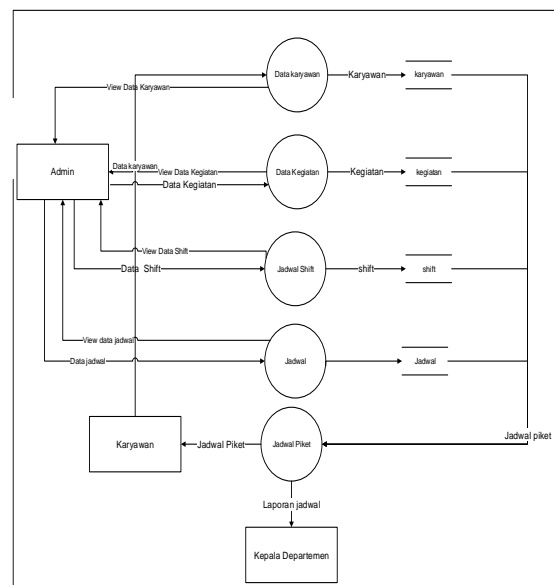 Data karyawan
Karyawan
karyawan
View Data Karyawan
Admin
Data karyawan
View Data Kegiatan
Data Kegiatan
Data Kegiatan
Kegiatan
kegiatan
View Data Shift
Data Shift
Jadwal Shift
shift
shift
View data jadwal
Data jadwal
Jadwal
Jadwal
Jadwal piket
Karyawan
Jadwal Piket
Jadwal Piket
Laporan jadwal
Kepala Departemen